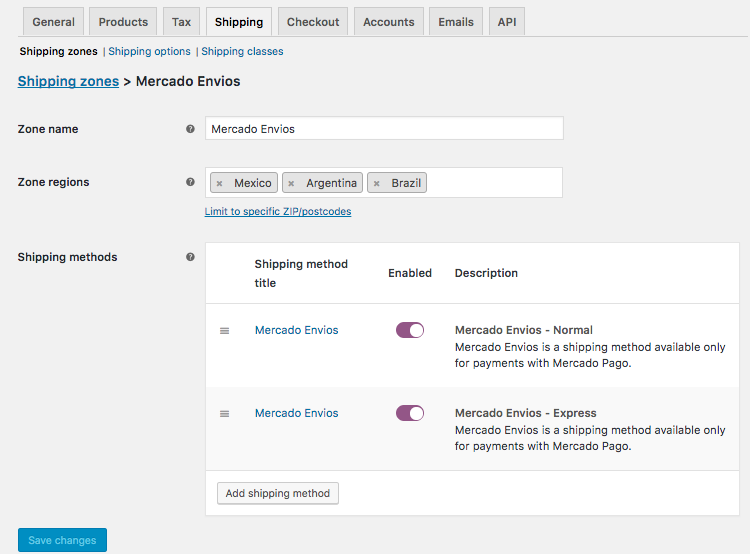 General Products Tax Shipping Checkout Accounts Emails API
Shipping zones | Shipping options | Shipping classes
Shipping zones > Mercado Envios
Zone name ? Mercado Envios
Zone regions ? × Mexico × Argentina × Brazil
Limit to specific ZIP/postcodes
Shipping methods ?
Shipping method
title
Enabled
Description
Mercado Envios
Mercado Envios - Normal
Mercado Envios is a shipping method available only
for payments with Mercado Pago.
Mercado Envios
Mercado Envios - Express
Mercado Envios is a shipping method available only
for payments with Mercado Pago.
Add shipping method
Save changes